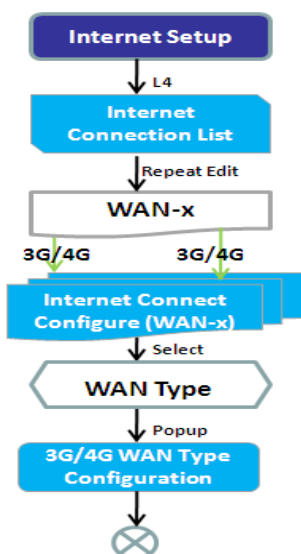 Internet Setup
L4
Internet
Connection List
Repeat Edit
WAN-x
3G/4G 3G/4G
Internet Connect
Configure (WAN-x)
Select
WAN Type
Popup
3G/4G WAN Type
Configuration